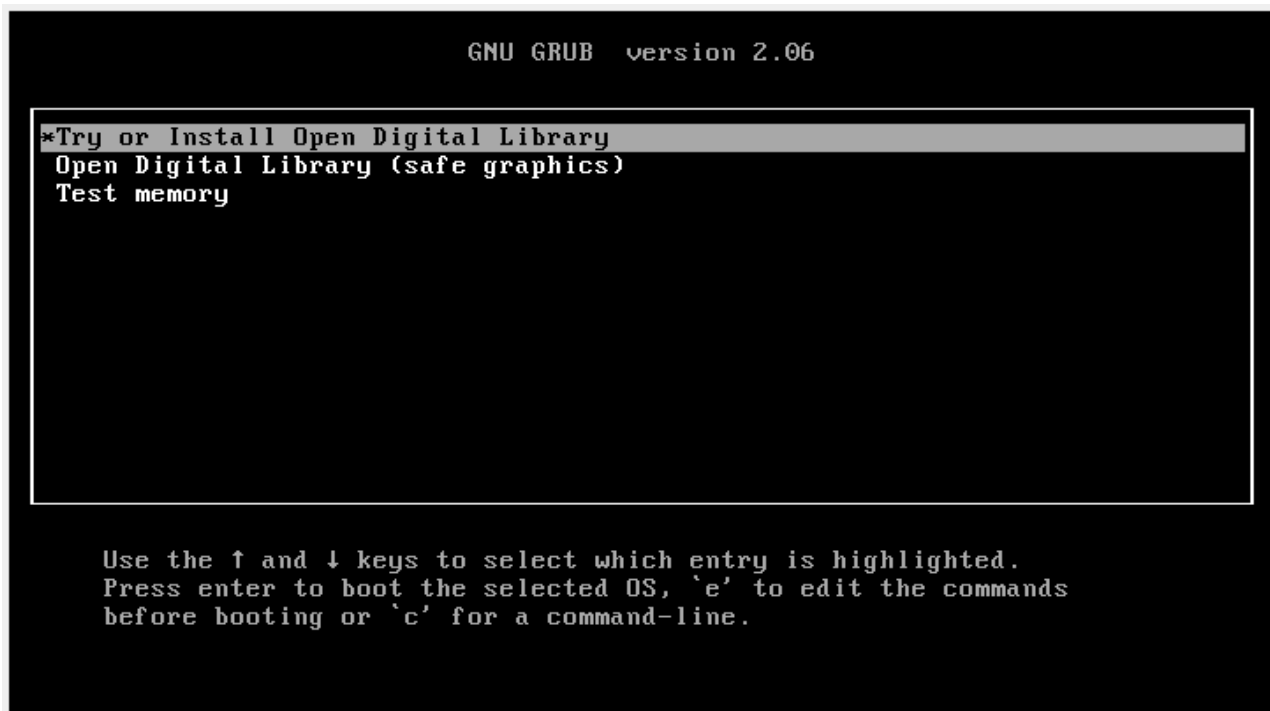 GNU GRUB  version 2.06
*Try or Install Open Digital Library
Open Digital Library (safe graphics)
Test memory
Use the ↑ and ↓ keys to select which entry is highlighted.
Press enter to boot the selected OS, `e' to edit the commands
before booting or `c' for a command-line.